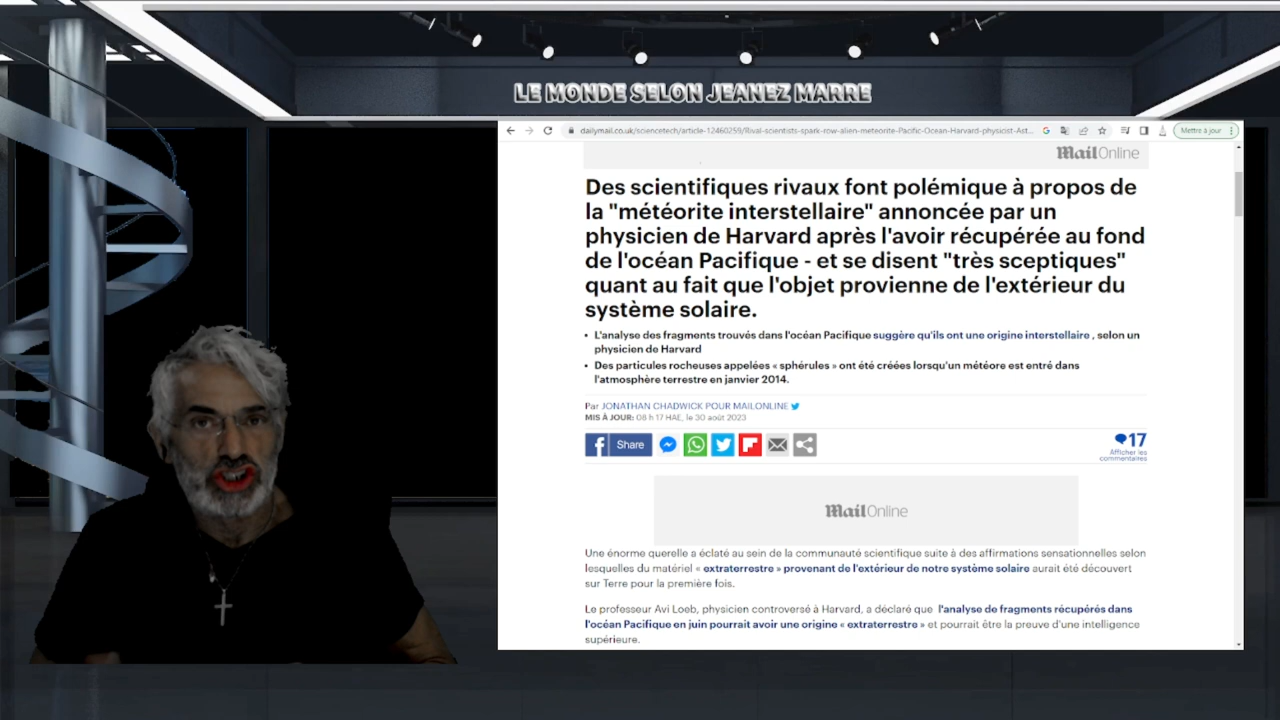 LE MONDE SELON JEANEZ MARRE
dailymail.co.uk/sciencetech/article-12460259/Rival-scientists-spark-row-alien-meteorite-Pacific-Ocean-Harvard-physicist-Ast...
Mettre à jour
MailOnline
Des scientifiques rivaux font polémique à propos de
la "météorite interstellaire" annoncée par un
physicien de Harvard après l'avoir récupérée au fond
de l'océan Pacifique - et se disent "très sceptiques"
quant au fait que l'objet provienne de l'extérieur du
système solaire.
• L'analyse des fragments trouvés dans l'océan Pacifique suggère qu'ils ont une origine interstellaire , selon un
physicien de Harvard
• Des particules rocheuses appelées « sphérules » ont été créées lorsqu'un météore est entré dans
l'atmosphère terrestre en janvier 2014.
Par JONATHAN CHADWICK POUR MAILONLINE
MIS À JOUR: 08 h 17 HAE, le 30 août 2023
Share
17
Afficher les
commentaires
MailOnline
Une énorme querelle a éclaté au sein de la communauté scientifique suite à des affirmations sensationnelles selon
lesquelles du matériel « extraterrestre » provenant de l'extérieur de notre système solaire aurait été découvert
sur Terre pour la première fois.
Le professeur Avi Loeb, physicien controversé à Harvard, a déclaré que l'analyse de fragments récupérés dans
l'océan Pacifique en juin pourrait avoir une origine « extraterrestre » et pourrait être la preuve d'une intelligence
supérieure.